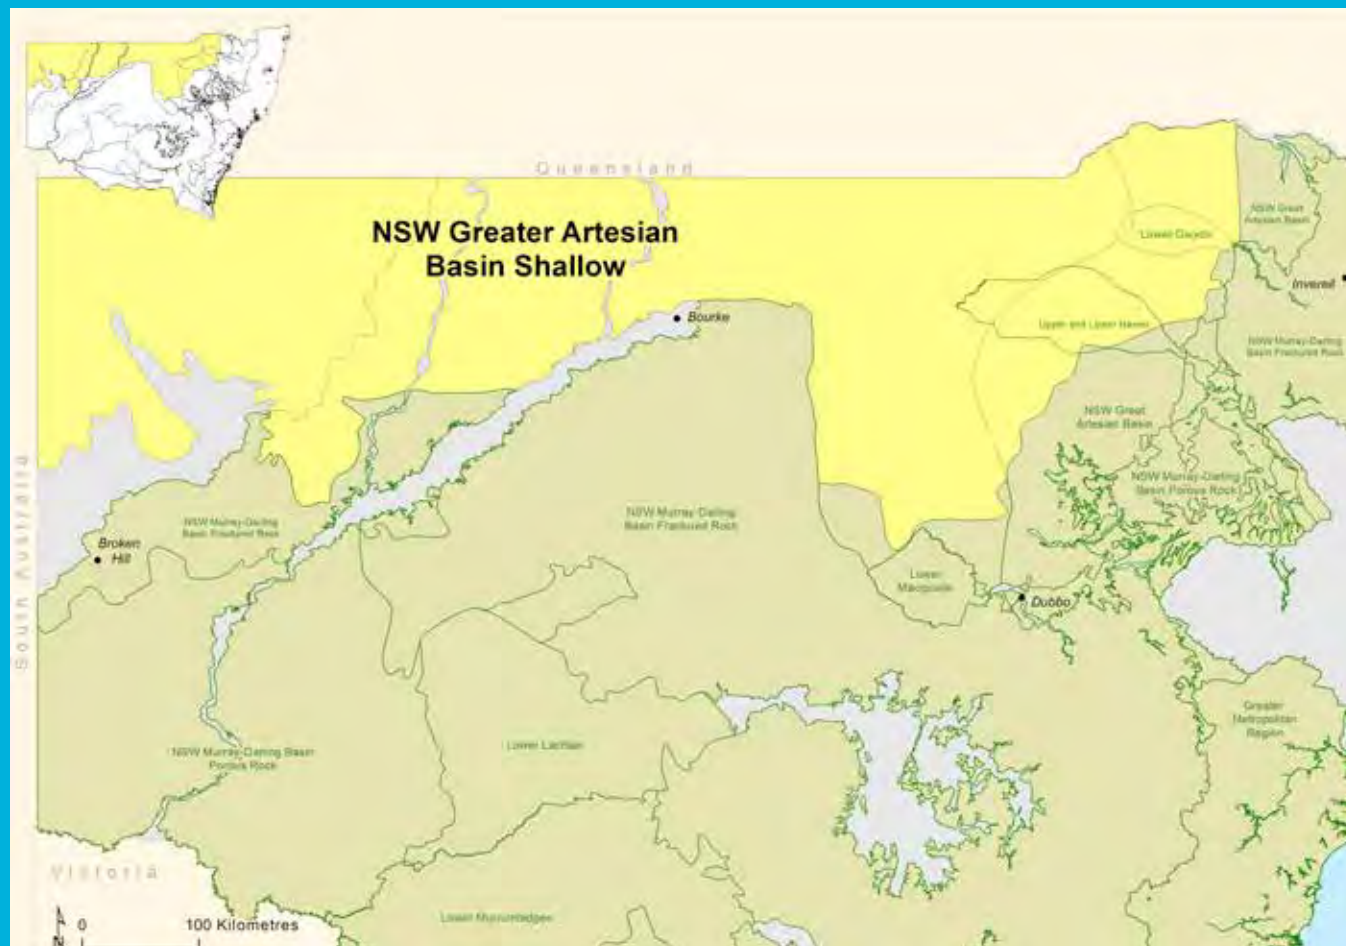 Queensland
NSW Greater Artesian
Basin Shallow
NSW Great
Artesian Basin
Lower Gwydir
Inverell
Bourke
Upper and Lower Namoi
NSW Murray-Darling
Basin Fractured Rock
NSW Great
Artesian Basin
NSW Murray-Darling
Basin Porous Rock
South Australia
NSW Murray-Darling
Basin Fractured Rock
NSW Murray-Darling
Basin Fractured Rock
Broken
Hill
Lower
Macquarie
Dubbo
Greater
Metropolitan
Region
Lower Lachlan
NSW Murray-Darling Basin
Porous Rock
Victoria
0 100 Kilometres
N
Lower Murrumbidgee